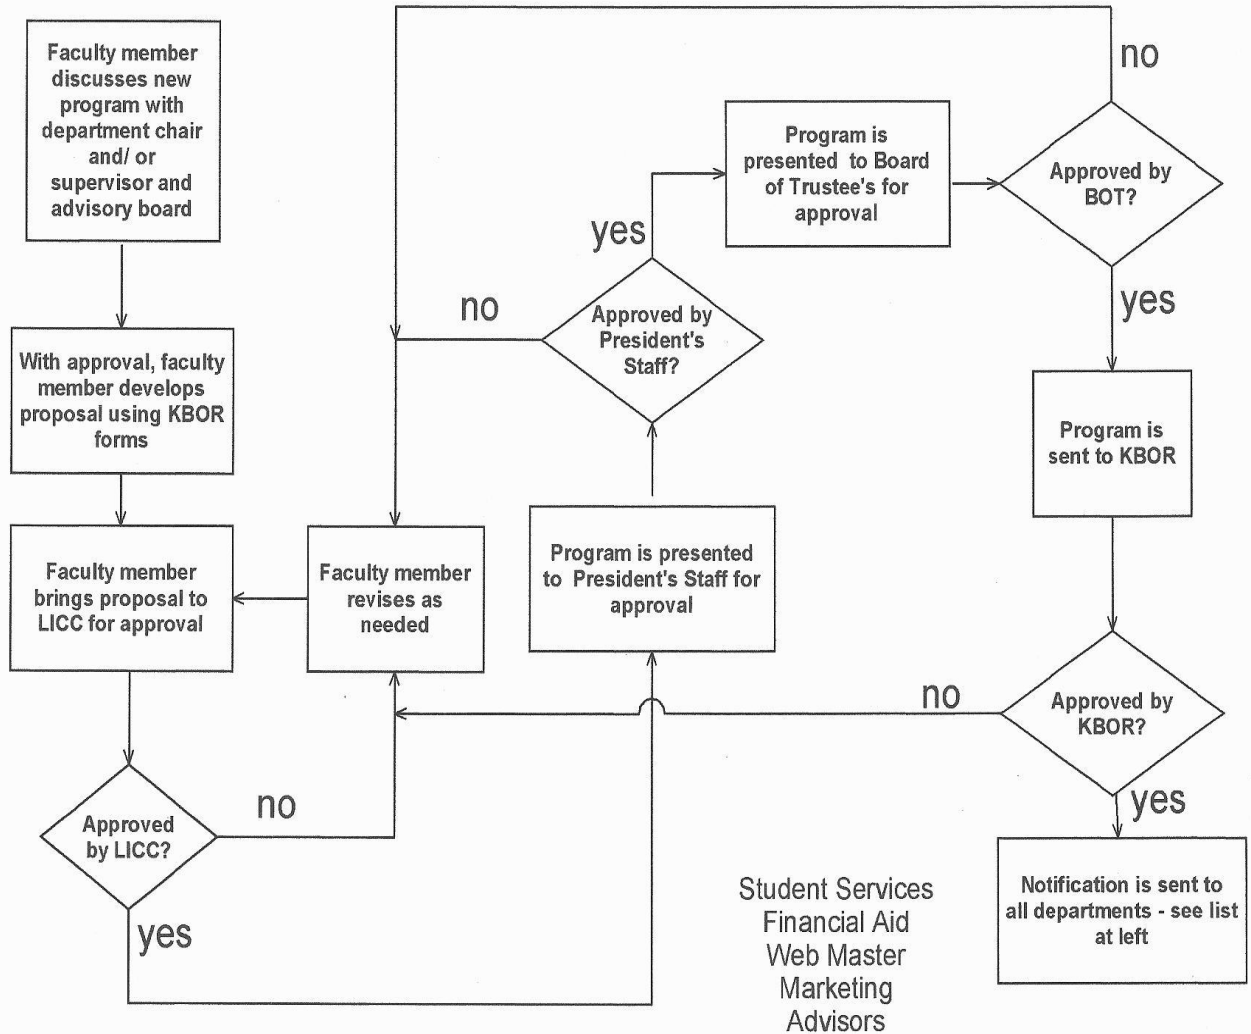 Faculty member
discusses new
program with
department chair
and/ or
supervisor and
advisory board
With approval, faculty
member develops
proposal using KBOR
forms
Faculty member
brings proposal to
LICC for approval
Approved
by LICC?
no
yes
Faculty member
revises as
needed
Program is presented
to President's Staff for
approval
Approved by
President's
Staff?
no
yes
Program is
presented to Board
of Trustee's for
approval
Approved by
BOT?
no
yes
Program is
sent to KBOR
Approved by
KBOR?
no
yes
Notification is sent to
all departments - see list
at left
Student Services
Financial Aid
Web Master
Marketing
Advisors